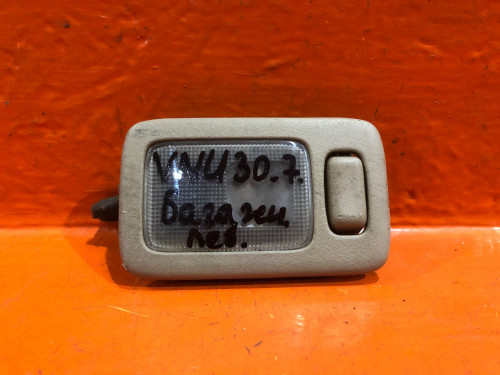 VNU30.7.
багажн
лев.